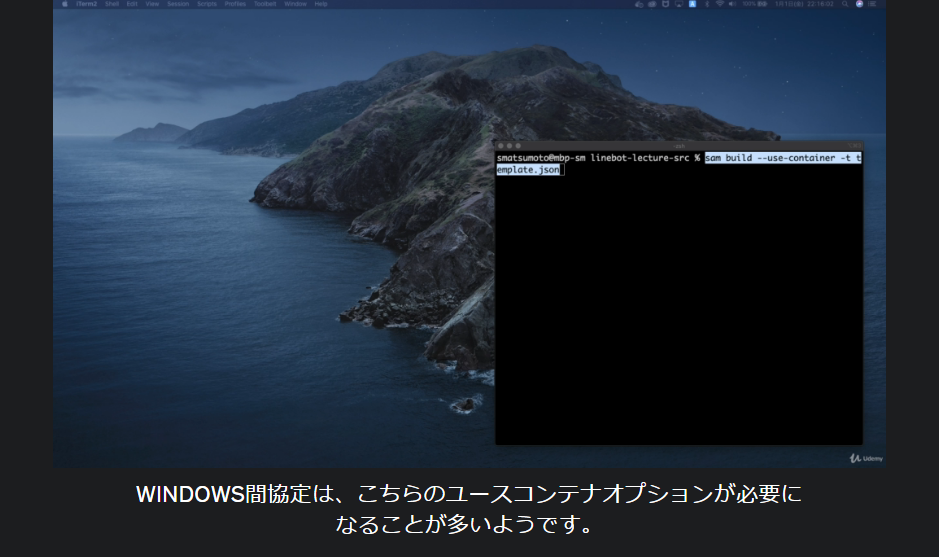 iTerm2 Shell Edit View Session Scripts Profiles Toolbelt Window Help
smatsumoto@mbp-sm linebot-lecture-src % sam build --use-container -t t
emplate.json
Udemy
WINDOWS間協定は、こちらのユースコンテナオプションが必要に
なることが多いようです。